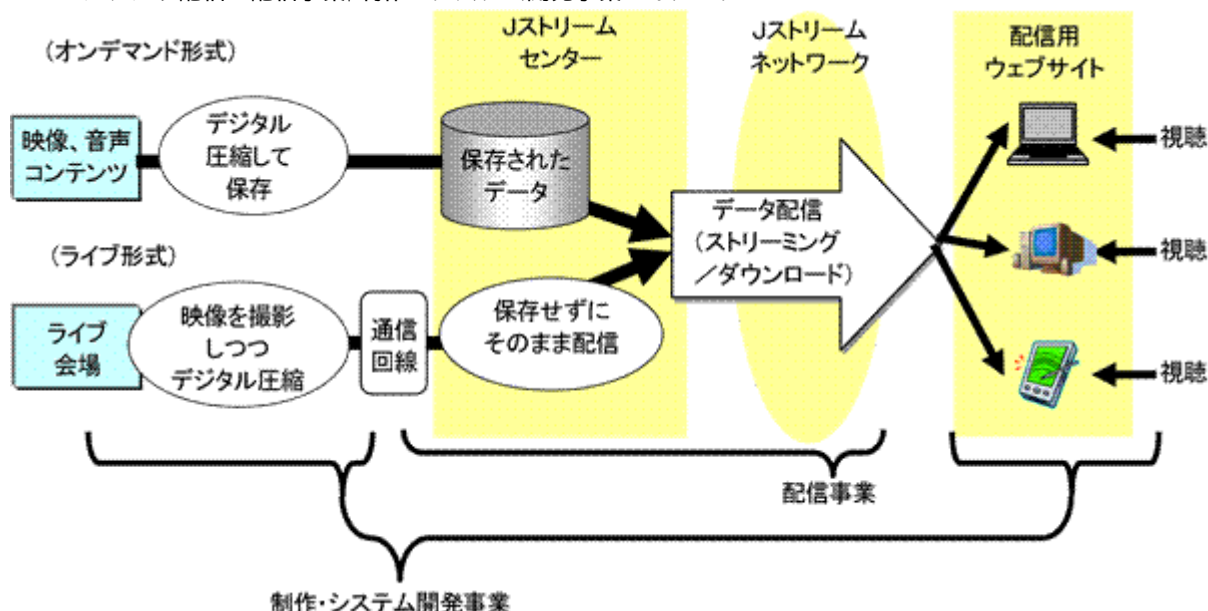 (オンデマンド形式)
Jストリーム
センター
Jストリーム
ネットワーク
配信用
ウェブサイト
映像、音声
コンテンツ
デジタル
圧縮して
保存
保存された
データ
データ配信
(ストリーミング
/ダウンロード)
視聴
視聴
視聴
(ライブ形式)
ライブ
会場
映像を撮影
しつつ
デジタル圧縮
通信
回線
保存せずに
そのまま配信
配信事業
制作・システム開発事業